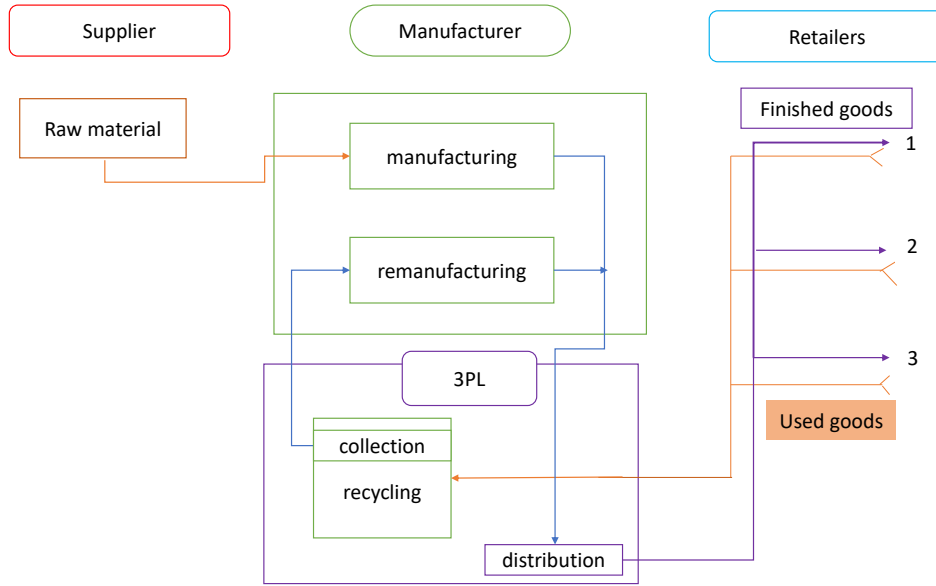 Supplier
Manufacturer
Retailers
Raw material
Finished goods
manufacturing
1
remanufacturing
2
3PL
3
collection
Used goods
recycling
distribution